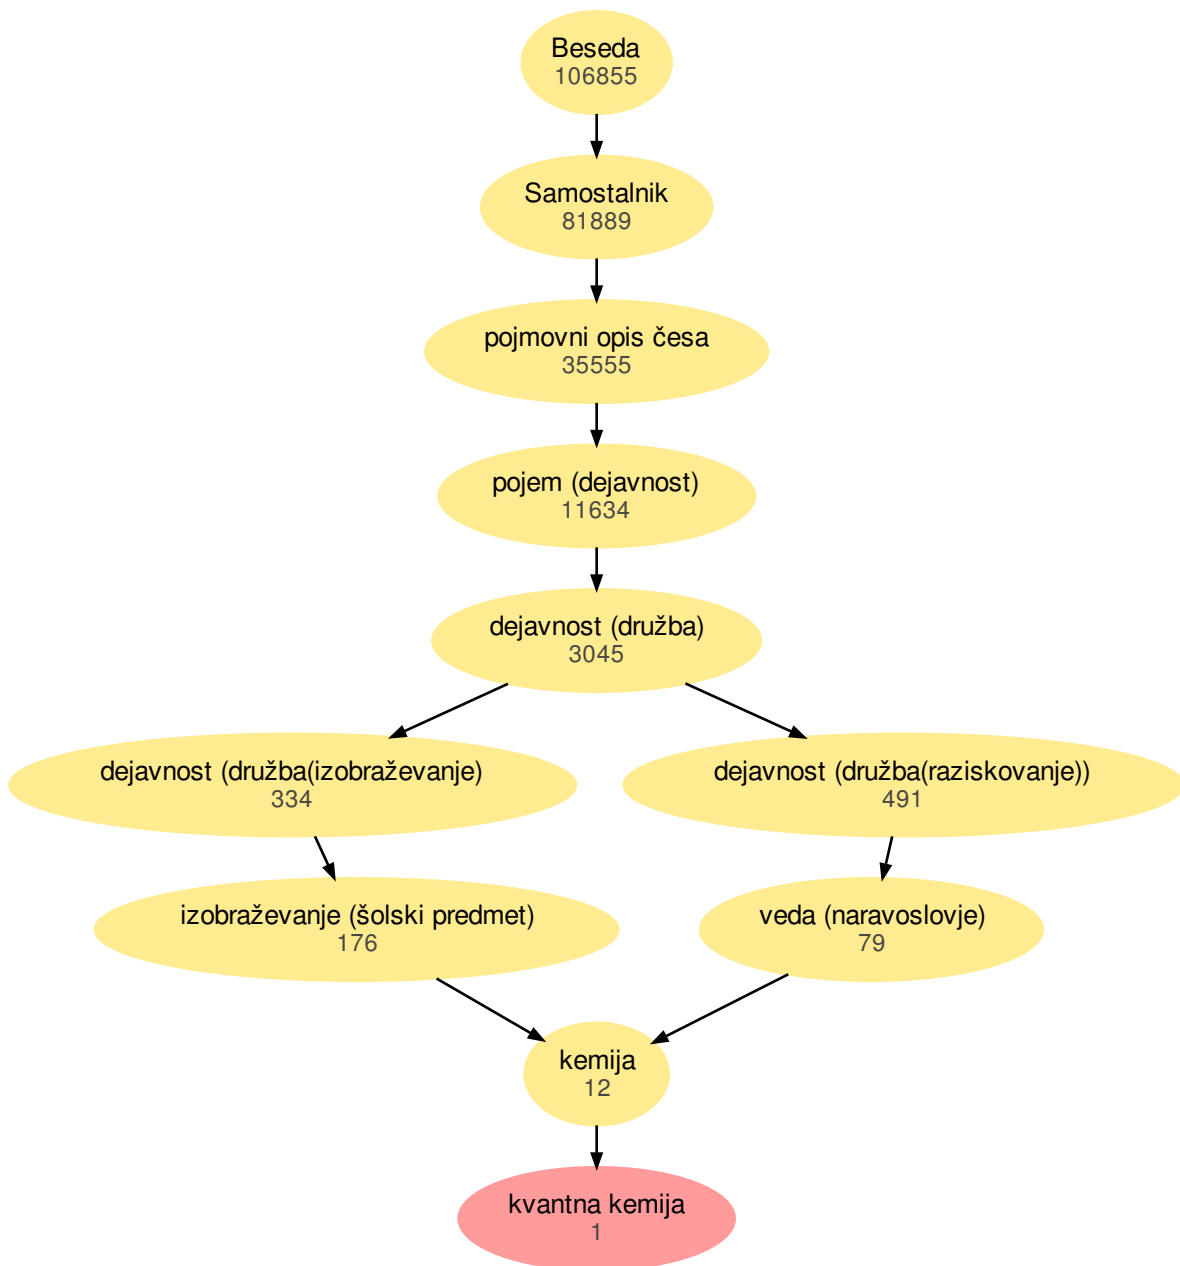 Beseda
106855
Samostalnik
81889
pojmovni opis česa
35555
pojem (dejavnost)
11634
dejavnost (družba)
3045
dejavnost (družba(izobraževanje)
334
dejavnost (družba(raziskovanje))
491
izobraževanje (šolski predmet)
176
veda (naravoslovje)
79
kemija
12
kvantna kemija
1